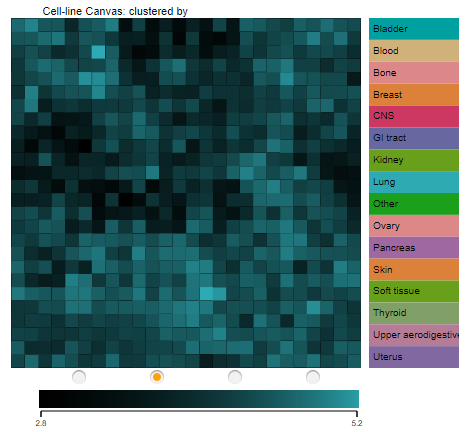 Cell-line Canvas: clustered by
Bladder
Blood
Bone
Breast
CNS
GI tract
Kidney
Lung
Other
Ovary
Pancreas
Skin
Soft tissue
Thyroid
Upper aerodigestive
Uterus
2.8
5.2